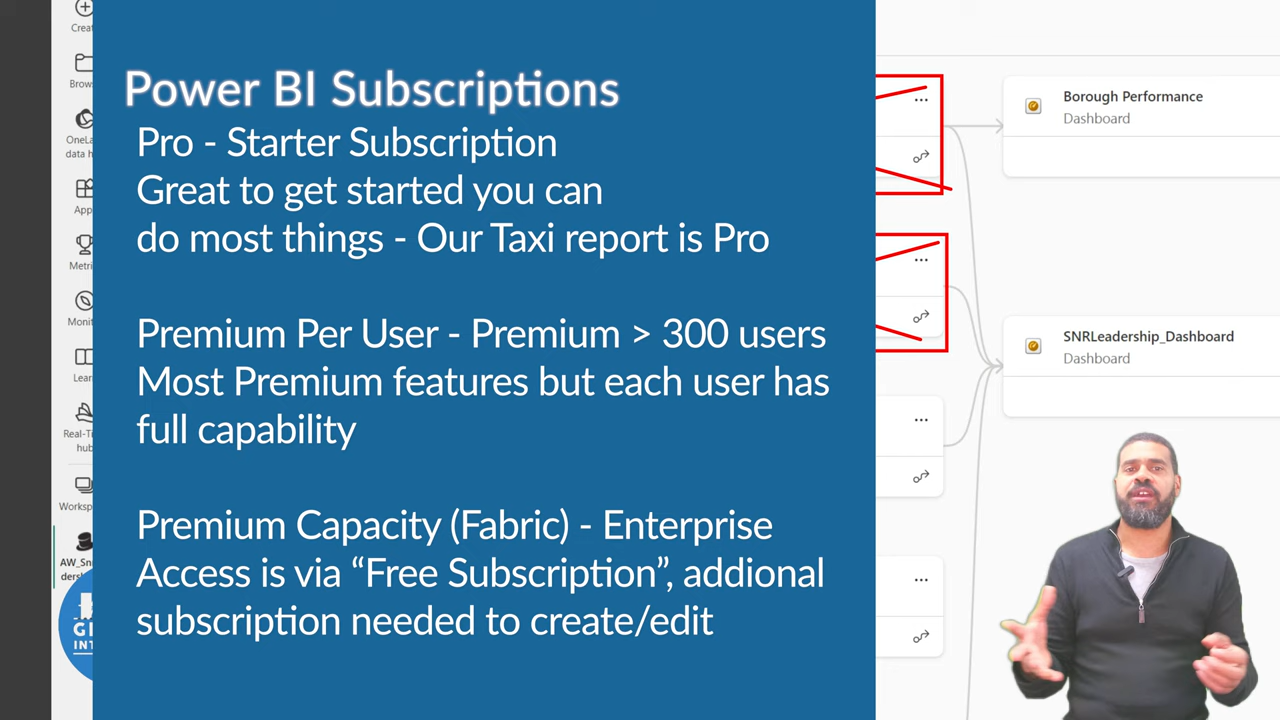 Power BI Subscriptions
Pro - Starter Subscription
Great to get started you can
do most things - Our Taxi report is Pro
Premium Per User - Premium > 300 users
Most Premium features but each user has
full capability
Premium Capacity (Fabric) - Enterprise
Access is via “Free Subscription”, addional
subscription needed to create/edit
Borough Performance
Dashboard
SNRLeadership_Dashboard
Dashboard